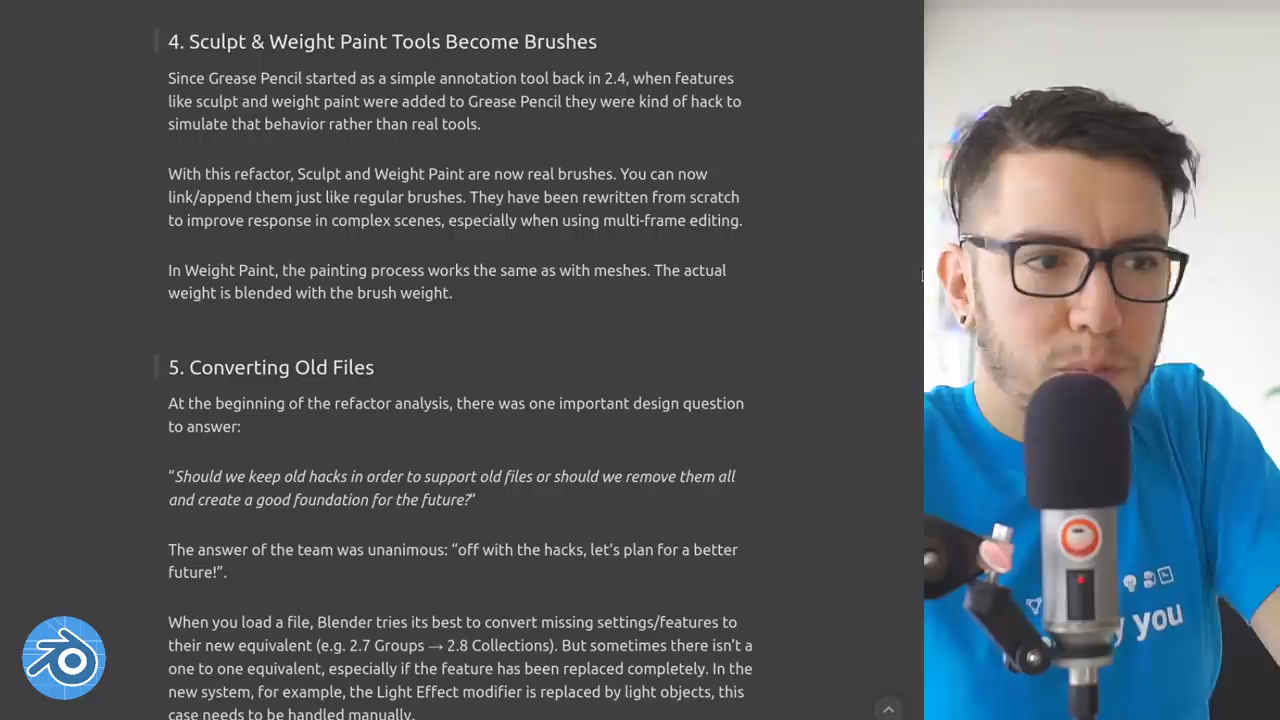 4. Sculpt & Weight Paint Tools Become Brushes
Since Grease Pencil started as a simple annotation tool back in 2.4, when features
like sculpt and weight paint were added to Grease Pencil they were kind of hack to
simulate that behavior rather than real tools.
With this refactor, Sculpt and Weight Paint are now real brushes. You can now
link/append them just like regular brushes. They have been rewritten from scratch
to improve response in complex scenes, especially when using multi-frame editing.
In Weight Paint, the painting process works the same as with meshes. The actual
weight is blended with the brush weight.
5. Converting Old Files
At the beginning of the refactor analysis, there was one important design question
to answer:
“Should we keep old hacks in order to support old files or should we remove them all
and create a good foundation for the future?”
The answer of the team was unanimous: “off with the hacks, let’s plan for a better
future!”.
When you load a file, Blender tries its best to convert missing settings/features to
their new equivalent (e.g. 2.7 Groups → 2.8 Collections). But sometimes there isn’t a
one to one equivalent, especially if the feature has been replaced completely. In the
new system, for example, the Light Effect modifier is replaced by light objects, this
case needs to be handled manually.
you